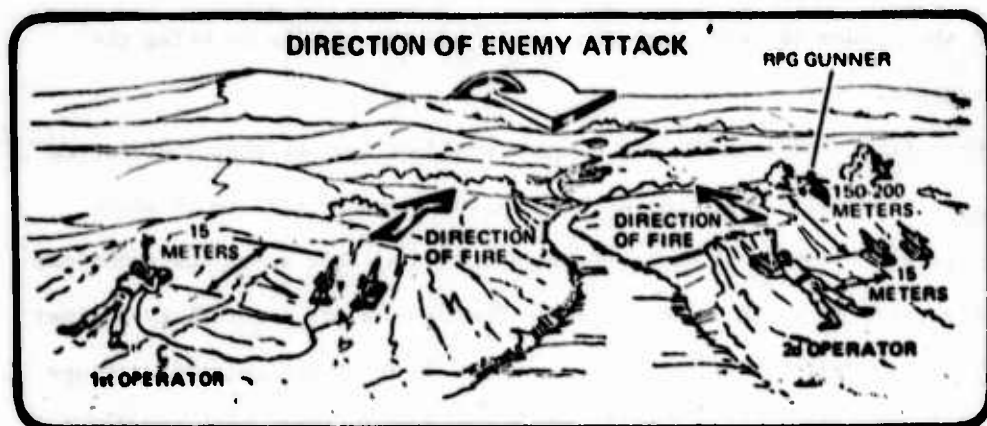 DIRECTION OF ENEMY ATTACK
RPG GUNNER
150-200
METERS
15
METERS
DIRECTION
OF FIRE
DIRECTION
OF FIRE
15
METERS
1st OPERATOR
2d OPERATOR